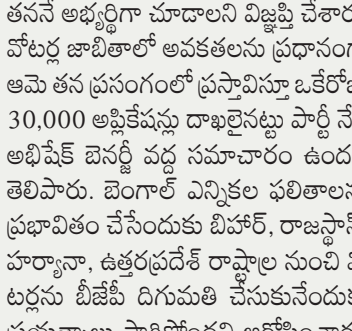 తననే అభ్యర్థిగా చూడాలని విజ్ఞప్తి చేశారు
వోటర్ల జాబితాలో అవకతలను ప్రధానంగ
ఆమె తన ప్రసంగంలో ప్రస్తావిస్తూ ఒకేరోజ
30,000 అప్లికేషన్లు దాఖలైనట్టు పార్టీ నే
అభిషేక్ బెనర్జీ వద్ద సమాచారం ఉంద
తెలిపారు. బెంగాల్ ఎన్నికల ఫలితాలన
ప్రభావితం చేసేందుకు బిహార్, రాజస్థాన
హర్యానా, ఉత్తరప్రదేశ్ రాష్ట్రాల నుంచి
టర్లను బీజేపీ దిగుమతి చేసుకునేందుక